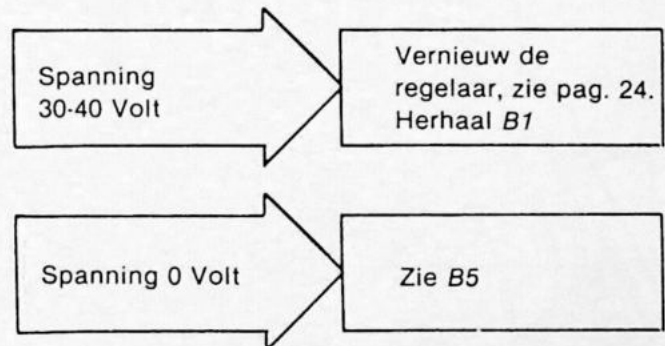 Spanning
30-40 Volt
Vernieuw de
regelaar, zie pag. 24.
Herhaal B1
Spanning 0 Volt
Zie B5